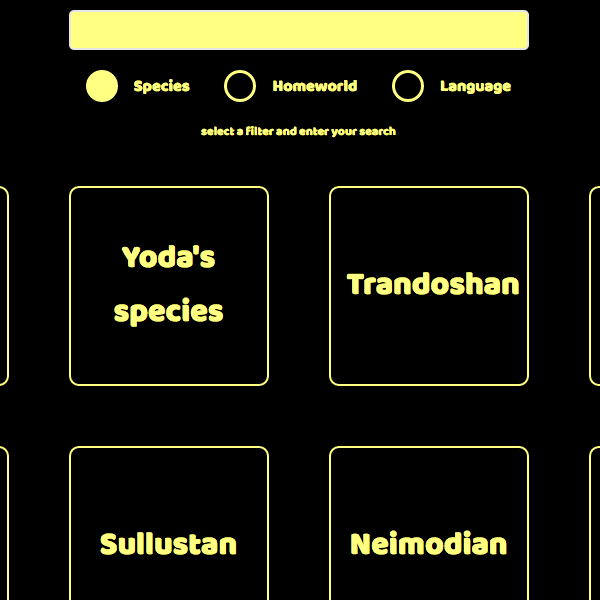 Species Homeworld Language
select a filter and enter your search
Yoda's
species
Trandoshan
Sullustan
Neimodian